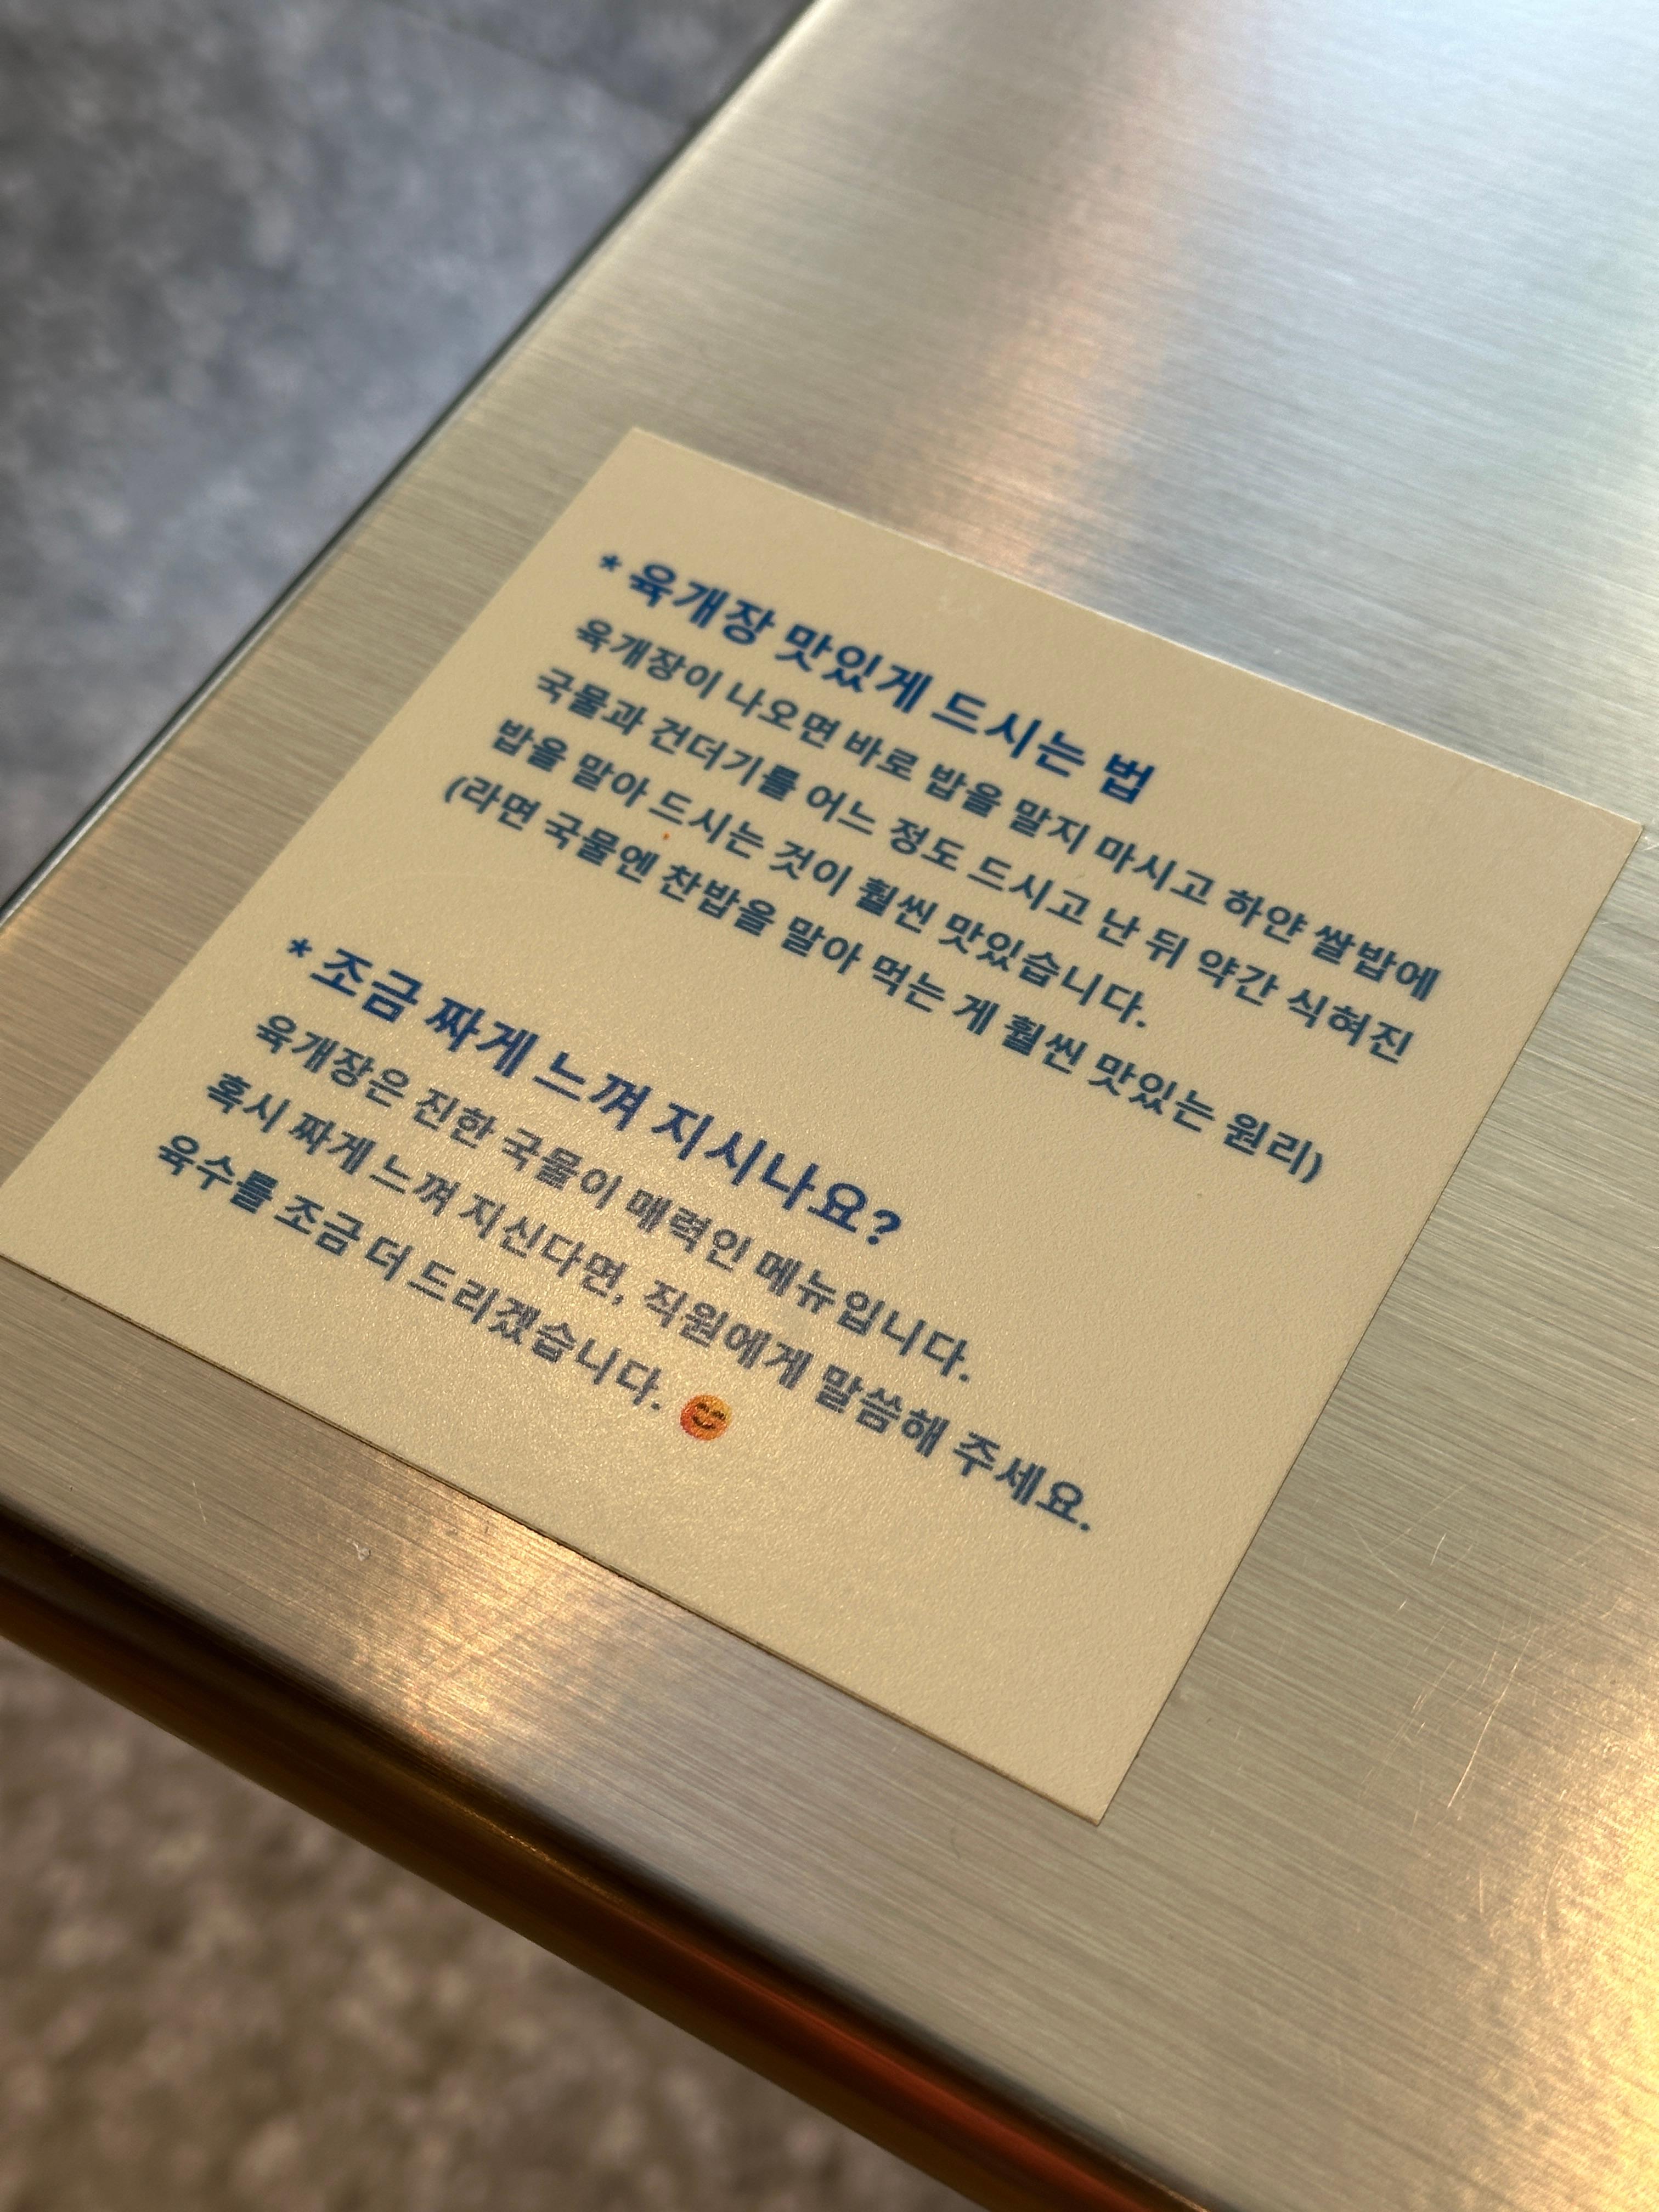 * 육개장 맛있게 드시는 법
육개장이 나오면 바로 밥을 말지 마시고 하얀 쌀밥에
국물과 건더기를 어느 정도 드시고 난 뒤 약간 식혀진
밥을 말아 드시는 것이 훨씬 맛있습니다.
(라면 국물엔 찬밥을 말아 먹는 게 훨씬 맛있는 원리)
* 조금 짜게 느껴 지시나요?
육개장은 진한 국물이 매력인 메뉴입니다.
혹시 짜게 느껴 지신다면, 직원에게 말씀해 주세요.
육수를 조금 더 드리겠습니다. 😊